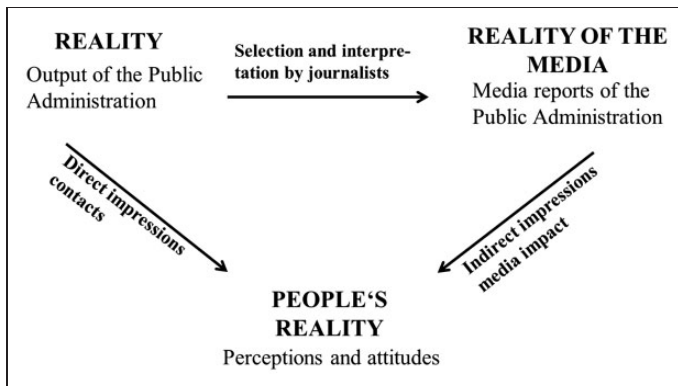 REALITY
Output of the Public
Administration
Selection and interpre-
tation by journalists
REALITY OF THE
MEDIA
Media reports of the
Public Administration
Direct impressions
contacts
Indirect impressions
media impact
PEOPLE‘S
REALITY
Perceptions and attitudes